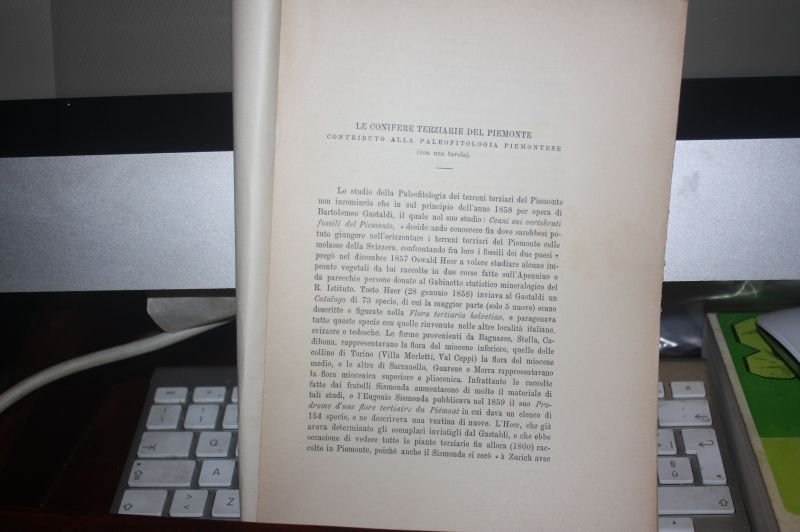 LE CONIFERE TERZIARIE DEL PIEMONTE
CONTRIBUTO ALLA PALEOFITOLOGIA PIEMONTESE
(con una tavola).
Lo studio della Paleofitologia dei terreni terziari del Piemonte
non incomincia che in sul principio dell'anno 1858 per opera di
Bartolomeo Gastaldi, il quale nel suo studio: Cenni sui vertebrati
fossili del Piemonte, « desiderando conoscere fin dove sarebbesi po-
tuto giungere nell'orizzontare i terreni terziari del Piemonte colle
molasse della Svizzera, confrontando fra loro i fossili dei due paesi »
pregò nel dicembre 1857 Oswald Heer a volere studiare alcune im-
pronte vegetali da lui raccolte in due corse fatte sull'Apennino e
da parecchie persone donate al Gabinetto statistico mineralogico del
R. Istituto. Tosto Heer (28 gennaio 1858) inviava al Gastaldi un
Catalogo di 73 specie, di cui la maggior parte (solo 5 nuove) erano
descritte e figurate nella Flora tertiaria helvetiae, e paragonava
tutte queste specie con quelle rinvenute nelle altre località italiane,
svizzere e tedesche. Le forme provenienti da Bagnasco, Stella, Ca-
dibona, rappresentavano la flora del miocene inferiore, quelle delle
colline di Torino (Villa Merletti, Val Ceppi) la flora del miocene
medio, e le altre di Sarzanello, Guarene e Morra rappresentavano
la flora miocenica superiore e pliocenica. Infrattanto le raccolte
fatte dai fratelli Sismonda aumentarono di molto il materiale di
tali studi, o l'Eugenio Sismonda pubblicava nel 1859 il suo Pro-
drome d'une flore tertiaire du Piémont in cui dava un elenco di
154 specie, e ne descriveva una ventina di nuove. L'Heer, che già
aveva determinato gli esemplari inviatigli dal Gastaldi, e che ebbe
occasione di vedere tutte le piante terziarie fin allora (1860) rac-
colte in Piemonte, poichè anche il Sismonda si recò « à Zurich avec
Q
A
Z